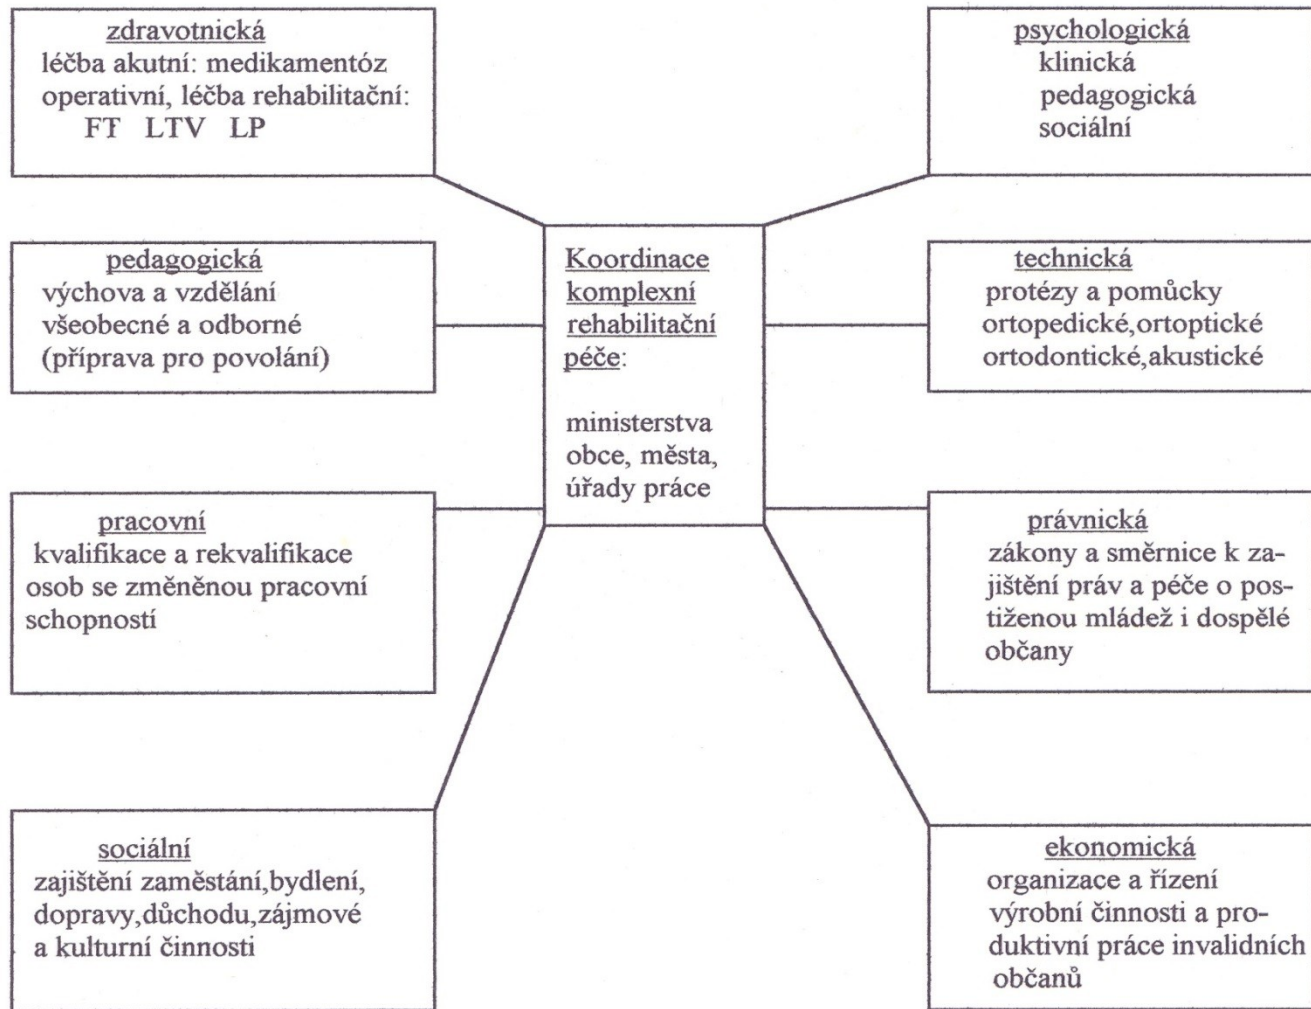 zdravotnická
léčba akutní: medikamentóz
operativní, léčba rehabilitační:
FT LTV LP
psychologická
klinická
pedagogická
sociální
pedagogická
výchova a vzdělání
všeobecné a odborné
(příprava pro povolání)
Koordinace
komplexní
rehabilitační
péče:
ministerstva
obce, města,
úřady práce
technická
protézy a pomůcky
ortopedické,ortoptické
ortodontické,akustické
pracovní
kvalifikace a rekvalifikace
osob se změněnou pracovní
schopností
právnická
zákony a směrnice k za-
jištění práv a péče o pos-
tiženou mládež i dospělé
občany
sociální
zajištění zaměstání,bydlení,
dopravy,důchodu,zájmové
a kulturní činnosti
ekonomická
organizace a řízení
výrobní činnosti a pro-
duktivní práce invalidních
občanů